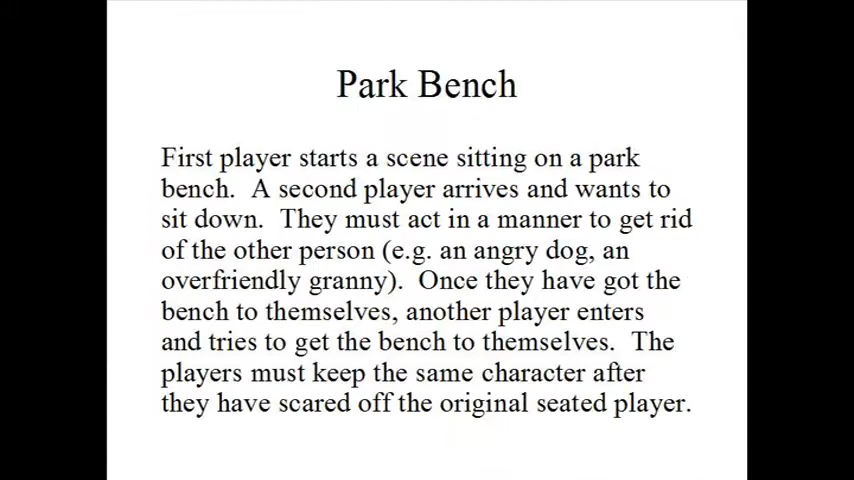 Park Bench
First player starts a scene sitting on a park
bench.  A second player arrives and wants to
sit down.  They must act in a manner to get rid
of the other person (e.g. an angry dog, an
overfriendly granny).  Once they have got the
bench to themselves, another player enters
and tries to get the bench to themselves.  The
players must keep the same character after
they have scared off the original seated player.